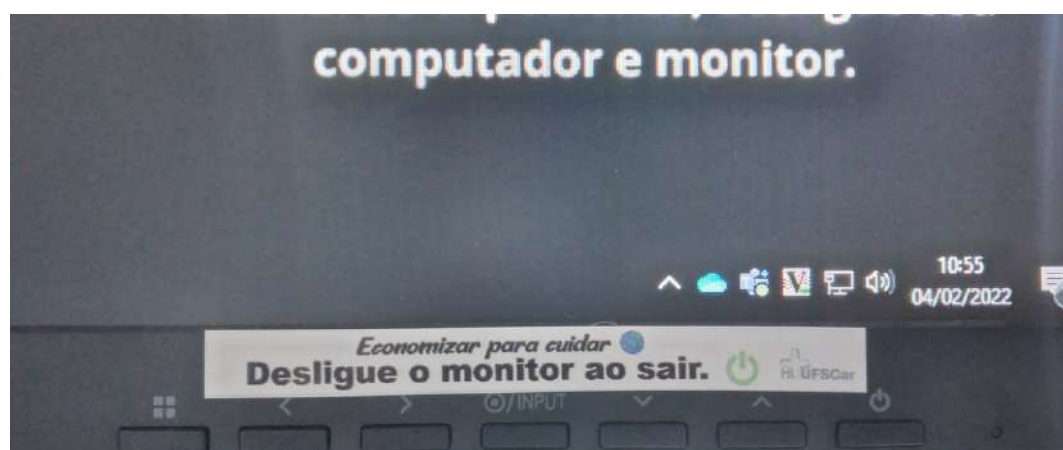 computador e monitor.
10:55
04/02/2022
Economizar para cuidar
Desligue o monitor ao sair.
HU UFSCar
/INPUT